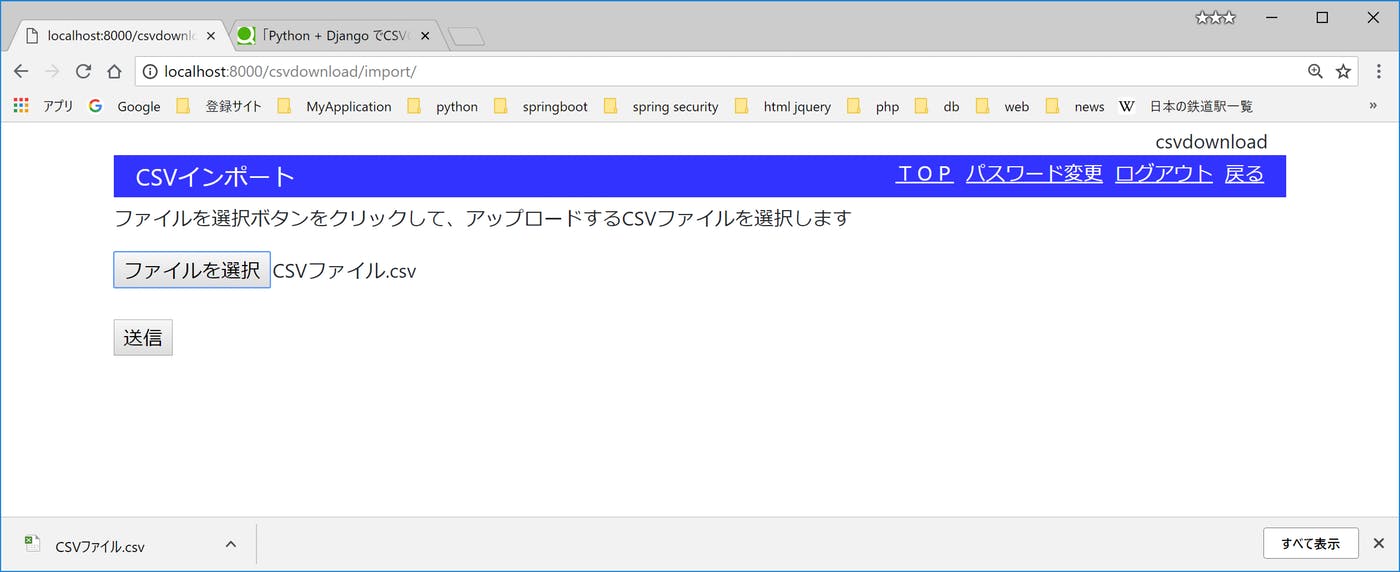 ★★★
localhost:8000/csvdownlo
「Python + Django でCSV
localhost:8000/csvdownload/import/
アプリ Google 登録サイト MyApplication python springboot spring security html jquery php db web news W 日本の鉄道駅一覧 »
csvdownload
CSVインポート ＴＯＰ パスワード変更 ログアウト 戻る
ファイルを選択ボタンをクリックして、アップロードするCSVファイルを選択します
ファイルを選択 CSVファイル.csv
送信
CSVファイル.csv すべて表示